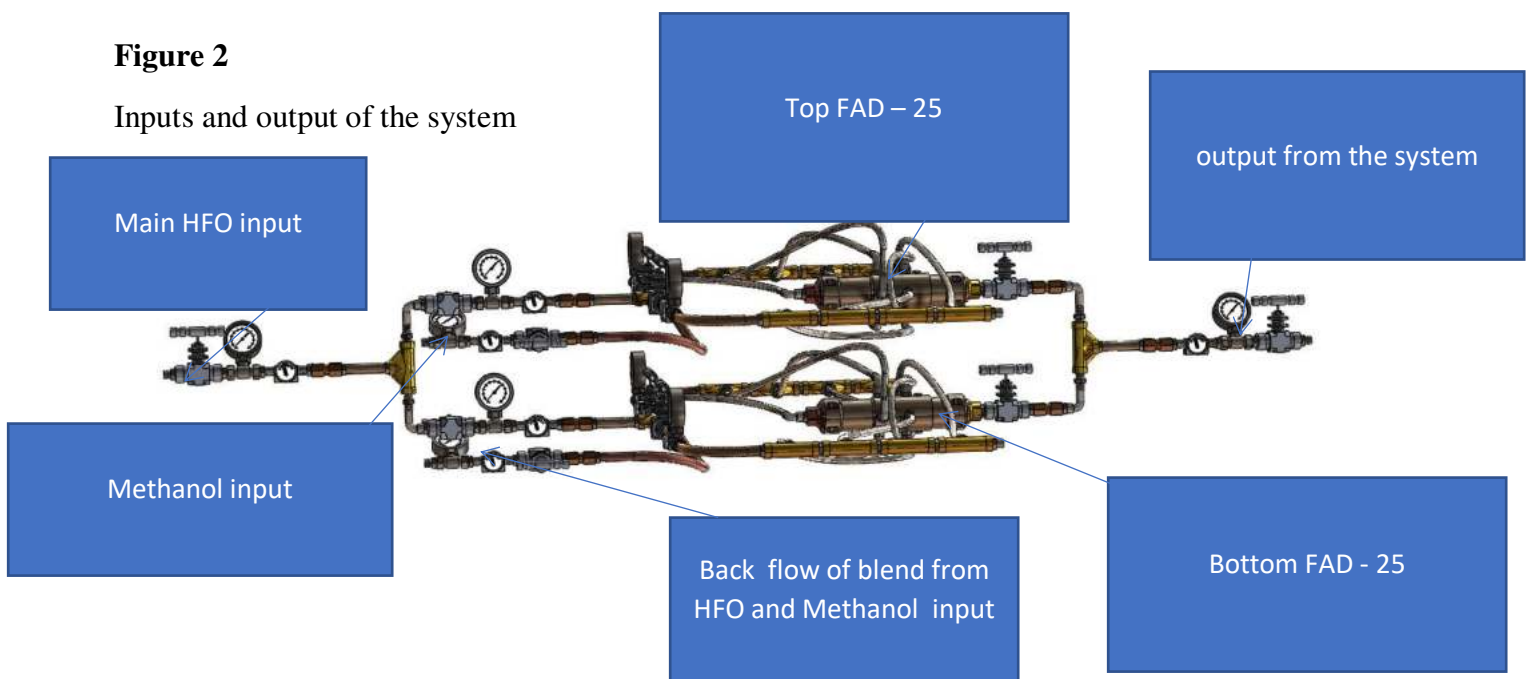 Figure 2
Inputs and output of the system
Top FAD – 25
output from the system
Main HFO input
Methanol input
Back flow of blend from
HFO and Methanol input
Bottom FAD - 25